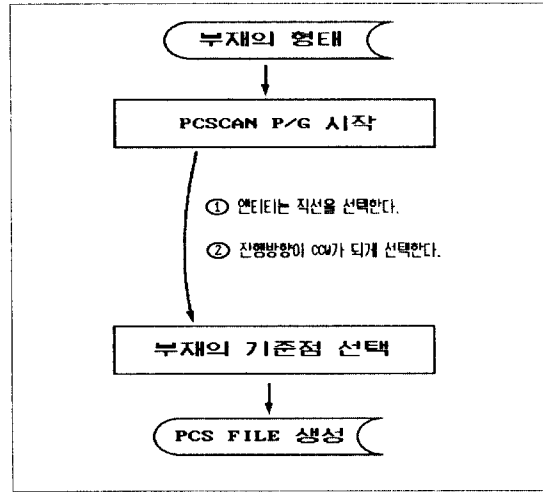 부재의 형태
PCSCAN P/G 시작
① 엔티티는 직선을 선택한다.
② 진행방향이 CCW가 되게 선택한다.
부재의 기준점 선택
PCS FILE 생성